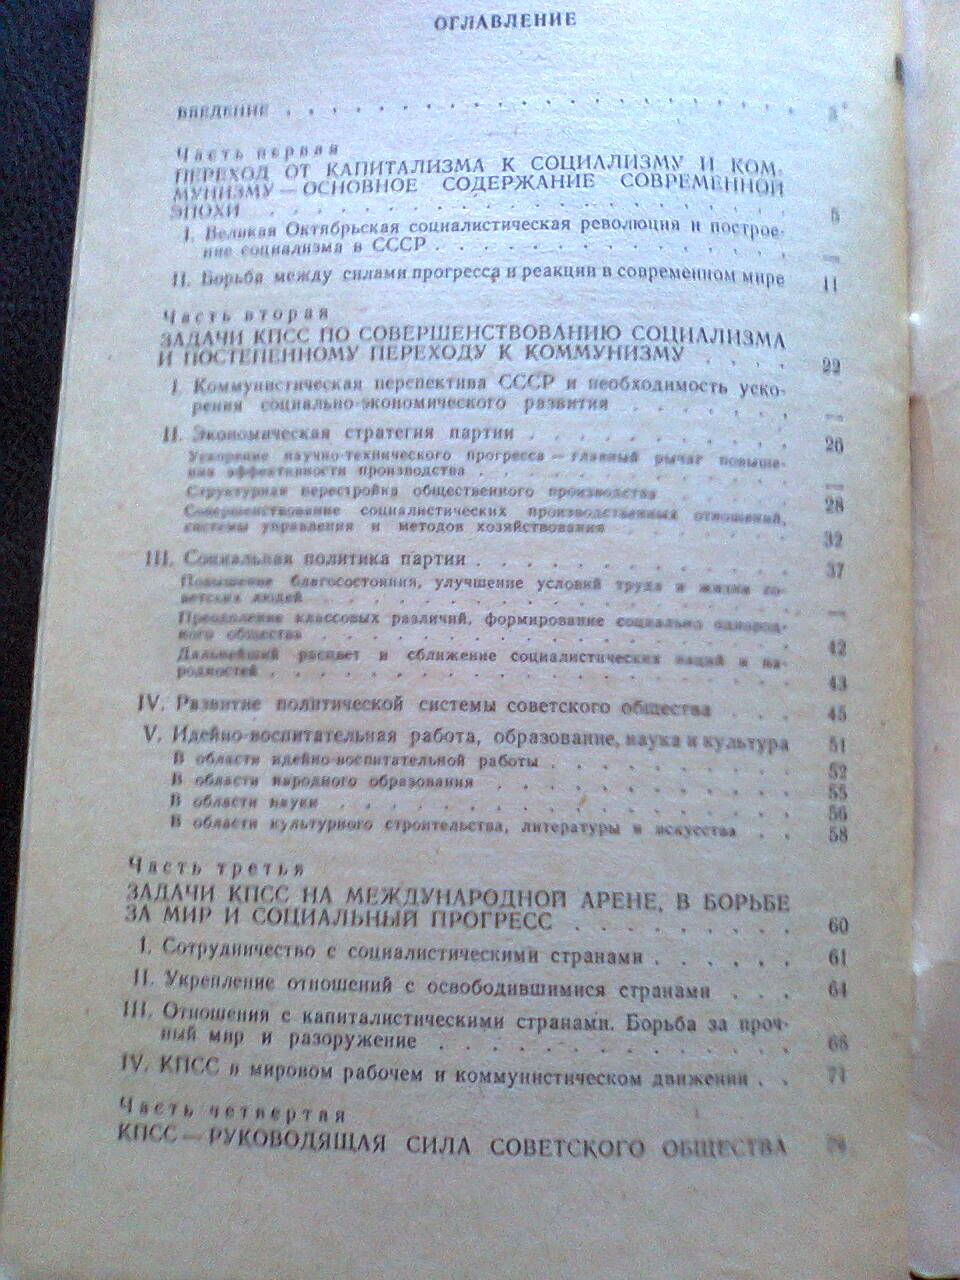 ОГЛАВЛЕНИЕ
ВВЕДЕНИЕ . . . . . . . . . . . . . . . . . . . . 3
Часть первая
ПЕРЕХОД ОТ КАПИТАЛИЗМА К СОЦИАЛИЗМУ И КОМ-
МУНИЗМУ — ОСНОВНОЕ СОДЕРЖАНИЕ СОВРЕМЕННОЙ
ЭПОХИ . . . . . . . . . . . . . . . . . . . . 5
I. Великая Октябрьская социалистическая революция и построе-
ние социализма в СССР . . . . . . . . . . . . —
II. Борьба между силами прогресса и реакции в современном мире 11
Часть вторая
ЗАДАЧИ КПСС ПО СОВЕРШЕНСТВОВАНИЮ СОЦИАЛИЗМА
И ПОСТЕПЕННОМУ ПЕРЕХОДУ К КОММУНИЗМУ . . . . 22
I. Коммунистическая перспектива СССР и необходимость уско-
рения социально-экономического развития . . . . . . —
II. Экономическая стратегия партии . . . . . . . . . . 26
Ускорение научно-технического прогресса — главный рычаг повыше-
ния эффективности производства . . . . . . . . . . —
Структурная перестройка общественного производства . . . . 28
Совершенствование социалистических производственных отношений,
системы управления и методов хозяйствования . . . . . . 32
III. Социальная политика партии . . . . . . . . . . . 37
Повышение благосостояния, улучшение условий труда и жизни со-
ветских людей . . . . . . . . . . . . . . . . —
Преодоление классовых различий, формирование социально однород-
ного общества . . . . . . . . . . . . . . . . 42
Дальнейший расцвет и сближение социалистических наций и на-
родностей . . . . . . . . . . . . . . . . . . 43
IV. Развитие политической системы советского общества . . . 45
V. Идейно-воспитательная работа, образование, наука и культура 51
В области идейно-воспитательной работы . . . . . . . . 52
В области народного образования . . . . . . . . . . 55
В области науки . . . . . . . . . . . . . . . 56
В области культурного строительства, литературы и искусства . . 58
Часть третья
ЗАДАЧИ КПСС НА МЕЖДУНАРОДНОЙ АРЕНЕ, В БОРЬБЕ
ЗА МИР И СОЦИАЛЬНЫЙ ПРОГРЕСС . . . . . . . . . 60
I. Сотрудничество с социалистическими странами . . . . . . 61
II. Укрепление отношений с освободившимися странами . . . 64
III. Отношения с капиталистическими странами. Борьба за проч-
ный мир и разоружение . . . . . . . . . . . . . 66
IV. КПСС в мировом рабочем и коммунистическом движении . . 71
Часть четвертая
КПСС — РУКОВОДЯЩАЯ СИЛА СОВЕТСКОГО ОБЩЕСТВА